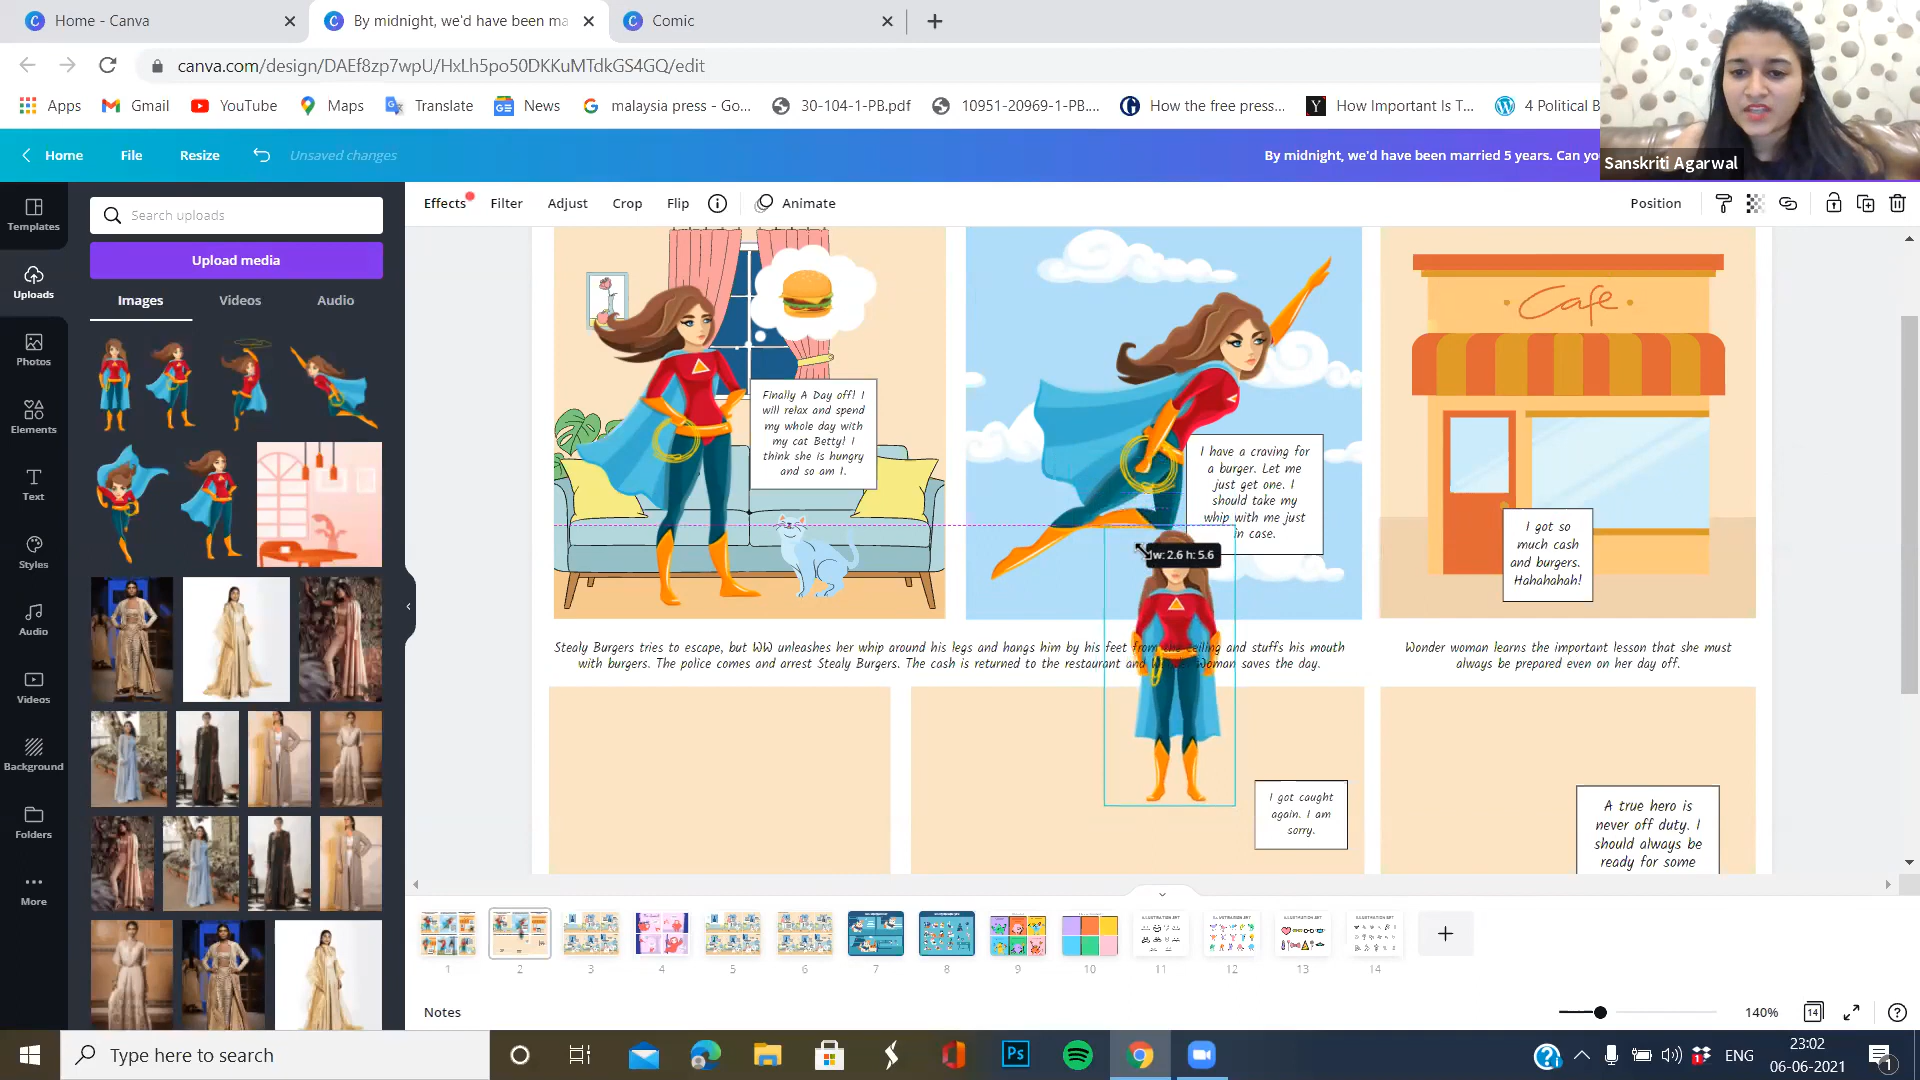 Home - Canva
By midnight, we'd have been ma
Comic
canva.com/design/DAEf8zp7wpU/HxLh5po50DKKuMTdkGS4GQ/edit
Apps
Gmail
YouTube
Maps
Translate
News
malaysia press - Go...
30-104-1-PB.pdf
10951-20969-1-PB....
How the free press...
How Important Is T...
4 Political B
Home
File
Resize
Unsaved changes
By midnight, we'd have been married 5 years. Can yo
Sanskriti Agarwal
Templates
Uploads
Photos
Elements
Text
Styles
Audio
Videos
Background
Folders
More
Search uploads
Upload media
Images
Videos
Audio
Effects
Filter
Adjust
Crop
Flip
Animate
Position
Finally A Day off! I
will relax and spend
my whole day with
my cat Betty! I
think she is hungry
and so am I.
I have a craving for
a burger. Let me
just get one. I
should take my
whip with me just
in case.
w: 2.6 h: 5.6
Cafe
I got so
much cash
and burgers.
Hahahahah!
Stealy Burgers tries to escape, but WW unleashes her whip around his legs and hangs him by his feet from the ceiling and stuffs his mouth
with burgers. The police comes and arrest Stealy Burgers. The cash is returned to the restaurant and Wonder Woman saves the day.
Wonder woman learns the important lesson that she must
always be prepared even on her day off.
I got caught
again. I am
sorry.
A true hero is
never off duty. I
should always be
ready for some
ILLUSTRATION SET
ILLUSTRATION SET
ILLUSTRATION SET
ILLUSTRATION SET
1
2
3
4
5
6
7
8
9
10
11
12
13
14
Notes
140%
14
Type here to search
Ps
ENG
23:02
06-06-2021
1